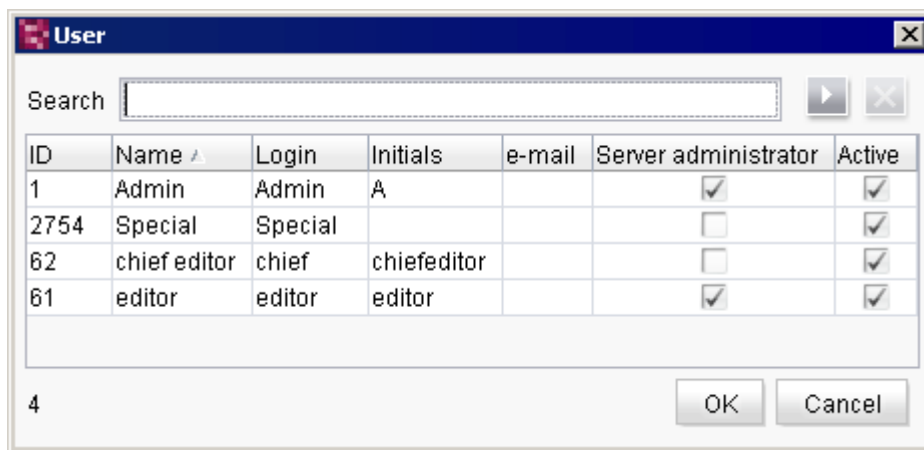 User
Search
ID Name Login Initials e-mail Server administrator Active
1 Admin Admin A
2754 Special Special
62 chief editor chief chiefeditor
61 editor editor editor
4 OK Cancel